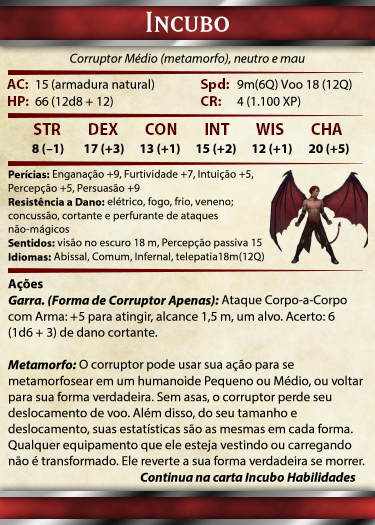 INCUBO
Corruptor Médio (metamorfo), neutro e mau
AC: 15 (armadura natural) Spd: 9m(6Q) Voo 18 (12Q)
HP: 66 (12d8 + 12) CR: 4 (1.100 XP)
STR DEX CON INT WIS CHA
8 (–1) 17 (+3) 13 (+1) 15 (+2) 12 (+1) 20 (+5)
Perícias: Enganação +9, Furtividade +7, Intuição +5,
Percepção +5, Persuasão +9
Resistência a Dano: elétrico, fogo, frio, veneno;
concussão, cortante e perfurante de ataques
não-mágicos
Sentidos: visão no escuro 18 m, Percepção passiva 15
Idiomas: Abissal, Comum, Infernal, telepatia18m(12Q)
Ações
Garra. (Forma de Corruptor Apenas): Ataque Corpo-a-Corpo
com Arma: +5 para atingir, alcance 1,5 m, um alvo. Acerto: 6
(1d6 + 3) de dano cortante.
Metamorfo: O corruptor pode usar sua ação para se
metamorfosear em um humanoide Pequeno ou Médio, ou voltar
para sua forma verdadeira. Sem asas, o corruptor perde seu
deslocamento de voo. Além disso, do seu tamanho e
deslocamento, suas estatísticas são as mesmas em cada forma.
Qualquer equipamento que ele esteja vestindo ou carregando
não é transformado. Ele reverte a sua forma verdadeira se morrer.
Continua na carta Incubo Habilidades